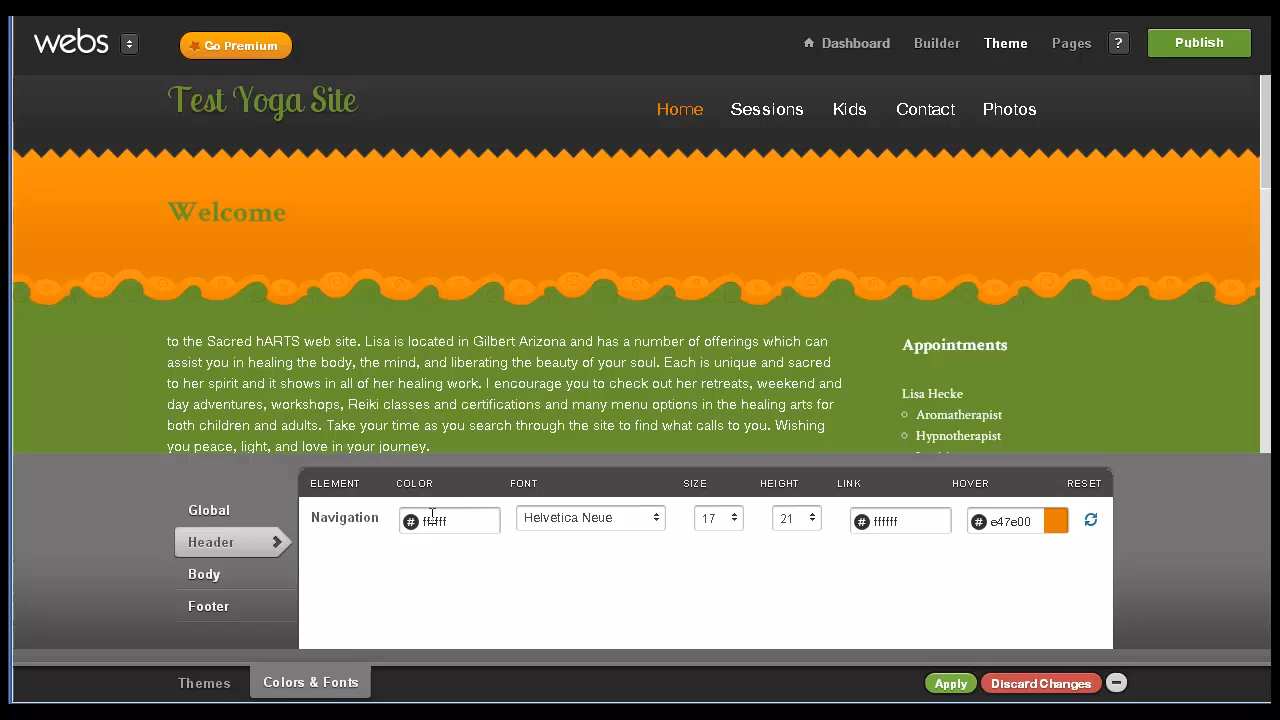 webs Go Premium Dashboard Builder Theme Pages ? Publish
Test Yoga Site
Home Sessions Kids Contact Photos
Welcome
to the Sacred hARTS web site. Lisa is located in Gilbert Arizona and has a number of offerings which can
assist you in healing the body, the mind, and liberating the beauty of your soul. Each is unique and sacred
to her spirit and it shows in all of her healing work. I encourage you to check out her retreats, weekend and
day adventures, workshops, Reiki classes and certifications and many menu options in the healing arts for
both children and adults. Take your time as you search through the site to find what calls to you. Wishing
you peace, light, and love in your journey.
Appointments
Lisa Hecke
Aromatherapist
Hypnotherapist
Global
Header
Body
Footer
ELEMENT COLOR FONT SIZE HEIGHT LINK HOVER RESET
Navigation # ffffff Helvetica Neue 17 21 # ffffff # e47e00
Themes Colors & Fonts Apply Discard Changes